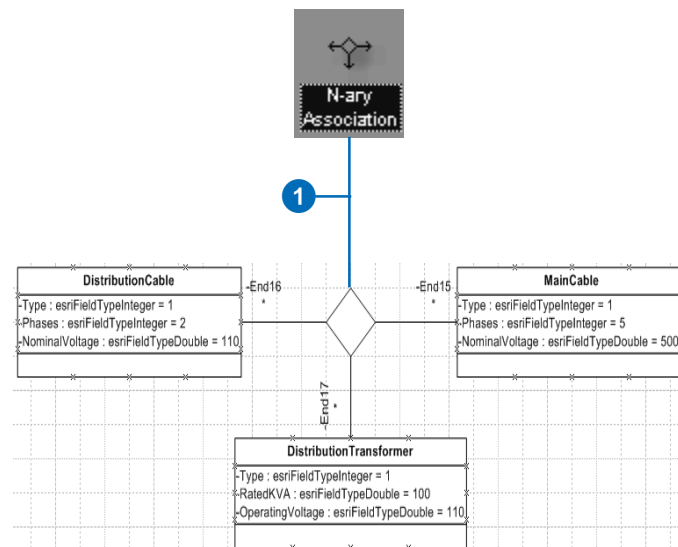 N-ary
Association
1
DistributionCable
-Type : esriFieldTypeInteger = 1
-Phases : esriFieldTypeInteger = 2
-NominalVoltage : esriFieldTypeDouble = 110
-End16
*
-End15
*
MainCable
-Type : esriFieldTypeInteger = 1
-Phases : esriFieldTypeInteger = 5
-NominalVoltage : esriFieldTypeDouble = 500
-End17
*
DistributionTransformer
-Type : esriFieldTypeInteger = 1
-RatedKVA : esriFieldTypeDouble = 100
-OperatingVoltage : esriFieldTypeDouble = 110